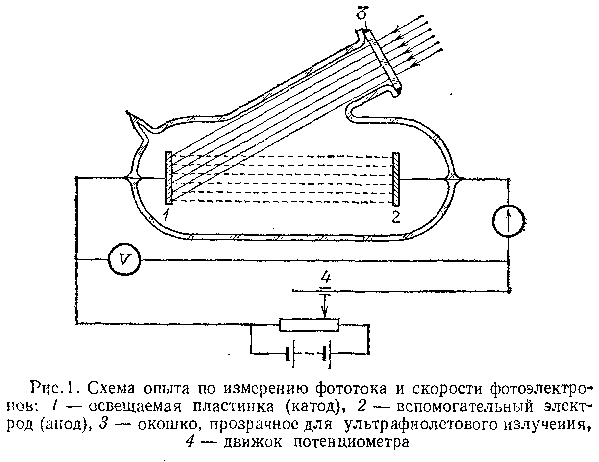 3
1
2
V
4
Рис. 1. Схема опыта по измерению фототока и скорости фотоэлектро-
нов: 1 — освещаемая пластинка (катод), 2 — вспомогательный элект-
род (анод), 3 — окошко, прозрачное для ультрафиолетового излучения,
4 — движок потенциометра